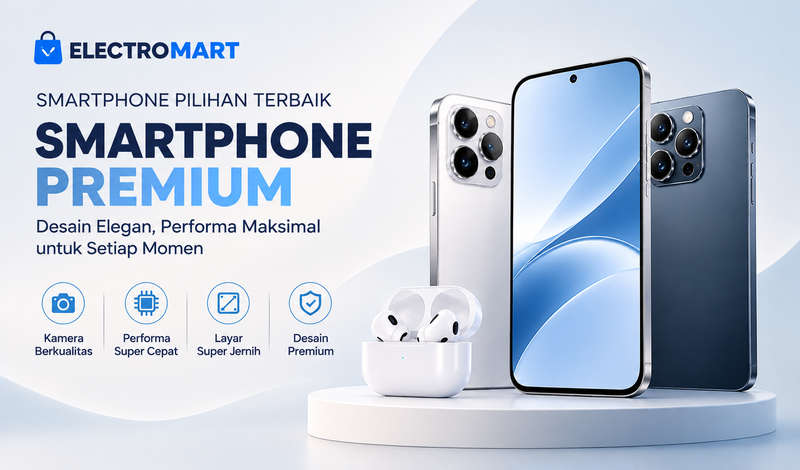 ELECTROMART
SMARTPHONE PILIHAN TERBAIK
SMARTPHONE
PREMIUM
Desain Elegan, Performa Maksimal
untuk Setiap Momen
Kamera
Berkualitas
Performa
Super Cepat
Layar
Super Jernih
Desain
Premium